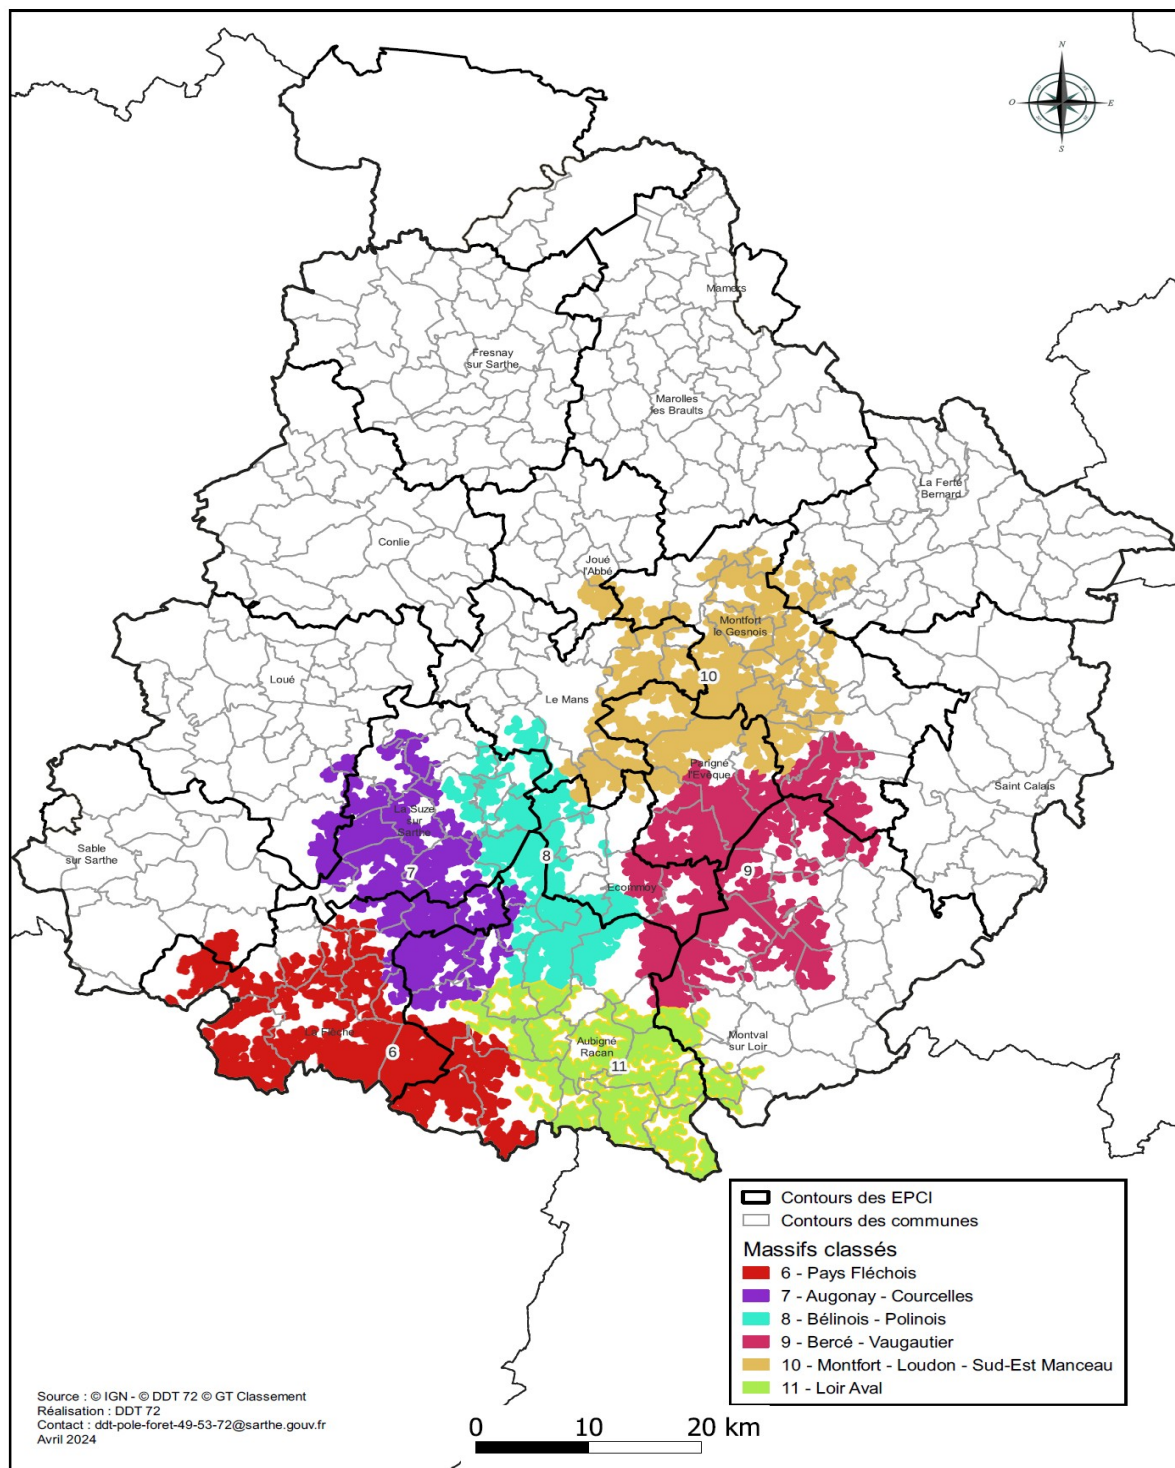 N
O
E
S
Mamers
Fresnay
sur Sarthe
Marolles
les Braults
La Ferté
Bernard
Conlie
Joué
l'Abbé
Montfort
le Gesnois
Loué
10
Le Mans
Parigné
l'Evèque
Saint Calais
La Suze
sur
Sarthe
Sable
sur Sarthe
8
7
9
Ecommoy
La Flèche
6
Aubigné
Racan
11
Montval
sur Loir
Contours des EPCI
Contours des communes
Massifs classés
6 - Pays Fléchois
7 - Augonay - Courcelles
8 - Bélinois - Polinois
9 - Bercé - Vaugautier
10 - Montfort - Loudon - Sud-Est Manceau
11 - Loir Aval
Source : © IGN - © DDT 72 © GT Classement
Réalisation : DDT 72
Contact : ddt-pole-foret-49-53-72@sarthe.gouv.fr
Avril 2024
0 10 20 km